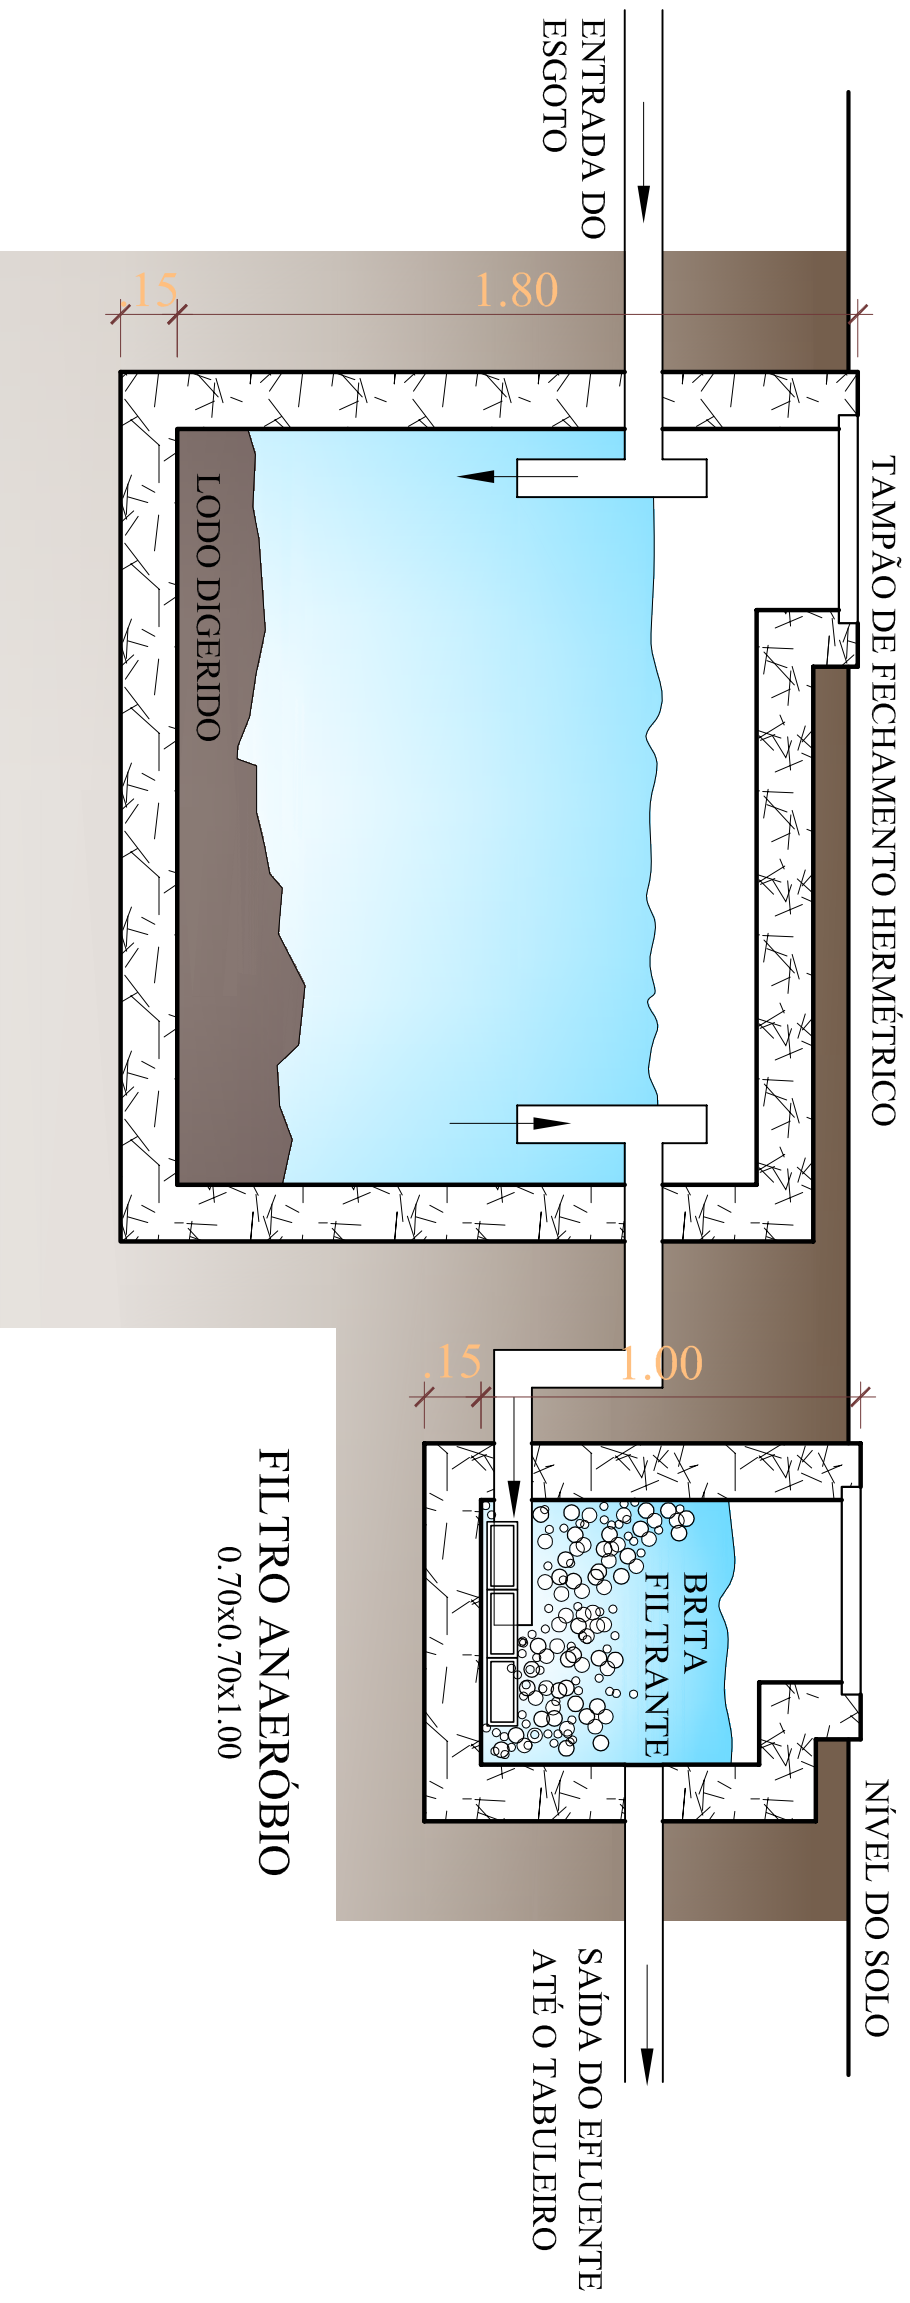 TAMPÃO DE FECHAMENTO HERMÉTRICO
NÍVEL DO SOLO
ENTRADA DO
ESGOTO
1.80
.15
LODO DIGERIDO
1.00
.15
BRITA
FILTRANTE
SAÍDA DO EFLUENTE
ATÉ O TABULEIRO
FILTRO ANAERÓBIO
0.70x0.70x1.00